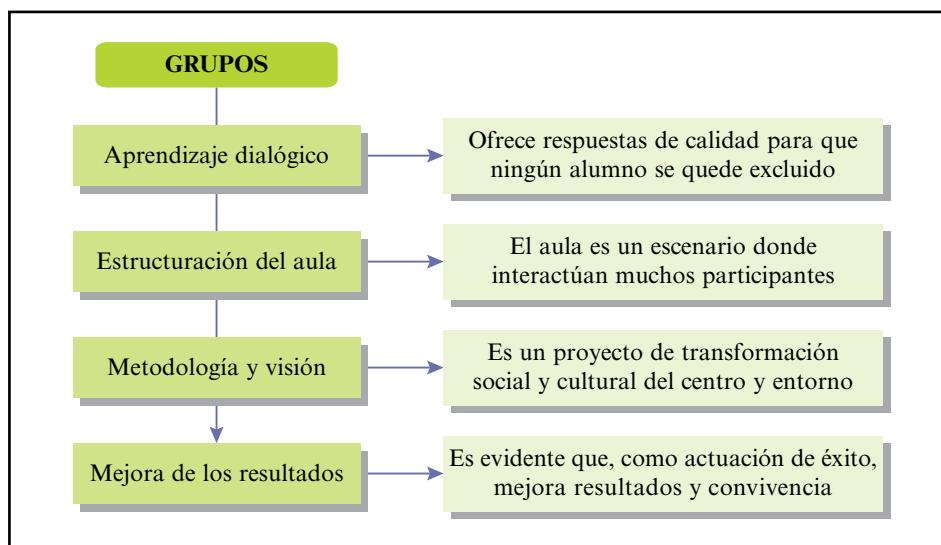 GRUPOS
Aprendizaje dialógico
Ofrece respuestas de calidad para que
ningún alumno se quede excluido
Estructuración del aula
El aula es un escenario donde
interactúan muchos participantes
Metodología y visión
Es un proyecto de transformación
social y cultural del centro y entorno
Mejora de los resultados
Es evidente que, como actuación de éxito,
mejora resultados y convivencia